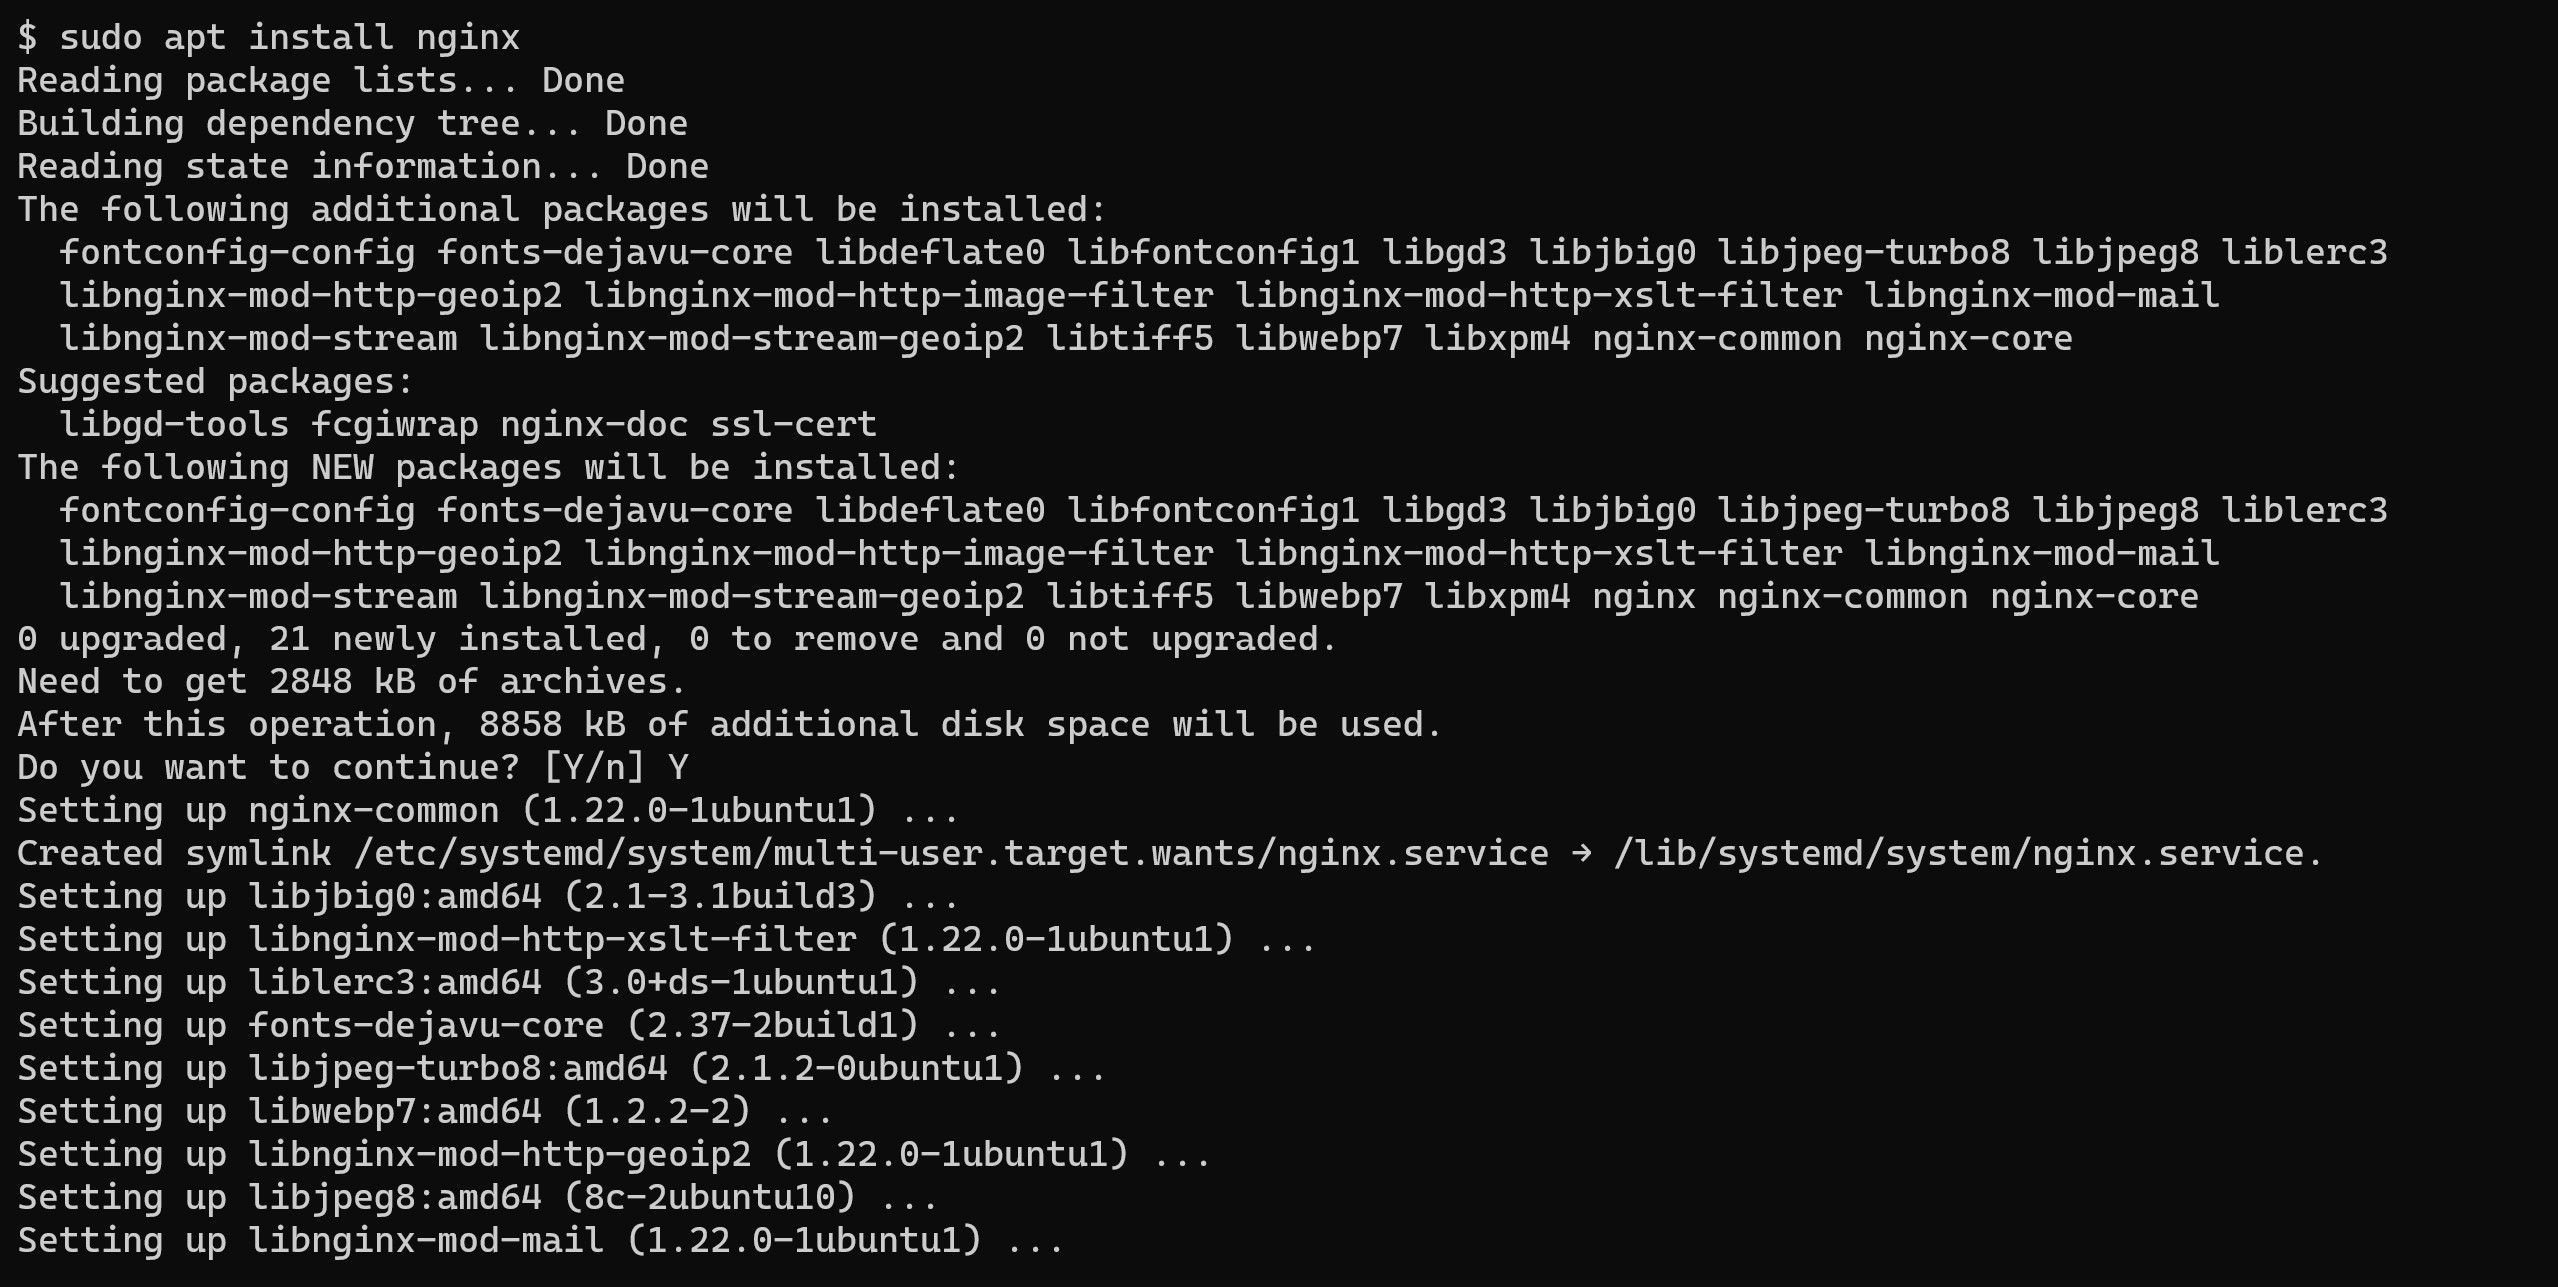 $ sudo apt install nginx
Reading package lists... Done
Building dependency tree... Done
Reading state information... Done
The following additional packages will be installed:
  fontconfig-config fonts-dejavu-core libdeflate0 libfontconfig1 libgd3 libjbig0 libjpeg-turbo8 libjpeg8 liblerc3
  libnginx-mod-http-geoip2 libnginx-mod-http-image-filter libnginx-mod-http-xslt-filter libnginx-mod-mail
  libnginx-mod-stream libnginx-mod-stream-geoip2 libtiff5 libwebp7 libxpm4 nginx-common nginx-core
Suggested packages:
  libgd-tools fcgiwrap nginx-doc ssl-cert
The following NEW packages will be installed:
  fontconfig-config fonts-dejavu-core libdeflate0 libfontconfig1 libgd3 libjbig0 libjpeg-turbo8 libjpeg8 liblerc3
  libnginx-mod-http-geoip2 libnginx-mod-http-image-filter libnginx-mod-http-xslt-filter libnginx-mod-mail
  libnginx-mod-stream libnginx-mod-stream-geoip2 libtiff5 libwebp7 libxpm4 nginx nginx-common nginx-core
0 upgraded, 21 newly installed, 0 to remove and 0 not upgraded.
Need to get 2848 kB of archives.
After this operation, 8858 kB of additional disk space will be used.
Do you want to continue? [Y/n] Y
Setting up nginx-common (1.22.0-1ubuntu1) ...
Created symlink /etc/systemd/system/multi-user.target.wants/nginx.service → /lib/systemd/system/nginx.service.
Setting up libjbig0:amd64 (2.1-3.1build3) ...
Setting up libnginx-mod-http-xslt-filter (1.22.0-1ubuntu1) ...
Setting up liblerc3:amd64 (3.0+ds-1ubuntu1) ...
Setting up fonts-dejavu-core (2.37-2build1) ...
Setting up libjpeg-turbo8:amd64 (2.1.2-0ubuntu1) ...
Setting up libwebp7:amd64 (1.2.2-2) ...
Setting up libnginx-mod-http-geoip2 (1.22.0-1ubuntu1) ...
Setting up libjpeg8:amd64 (8c-2ubuntu10) ...
Setting up libnginx-mod-mail (1.22.0-1ubuntu1) ...